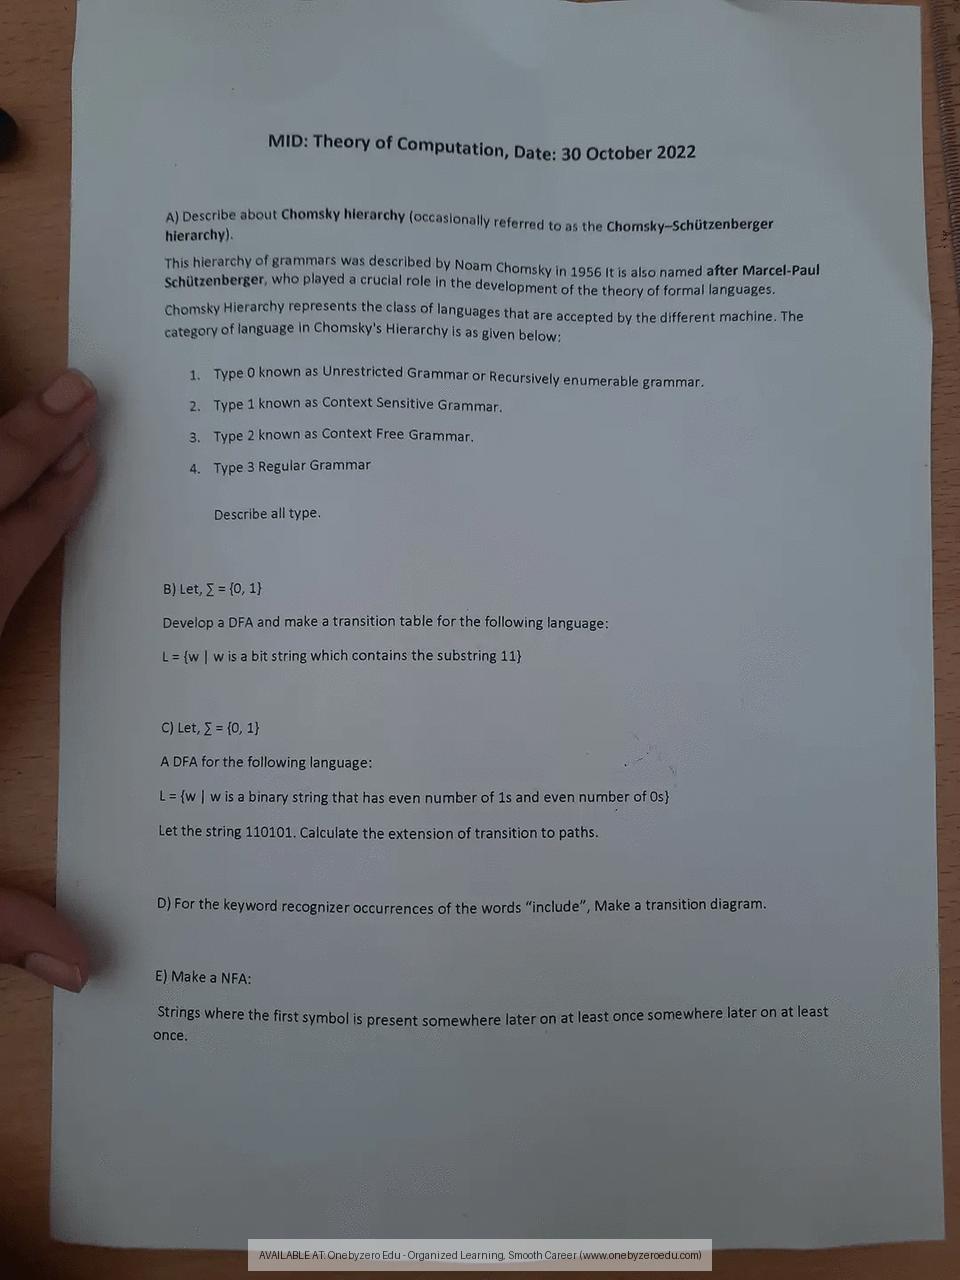 MID: Theory of Computation, Date: 30 October 2022
A) Describe about Chomsky hierarchy (occasionally referred to as the Chomsky–Schützenberger
hierarchy).
This hierarchy of grammars was described by Noam Chomsky in 1956 It is also named after Marcel-Paul
Schützenberger, who played a crucial role in the development of the theory of formal languages.
Chomsky Hierarchy represents the class of languages that are accepted by the different machine. The
category of language in Chomsky's Hierarchy is as given below:
1. Type 0 known as Unrestricted Grammar or Recursively enumerable grammar.
2. Type 1 known as Context Sensitive Grammar.
3. Type 2 known as Context Free Grammar.
4. Type 3 Regular Grammar
Describe all type.
B) Let, ∑ = {0, 1}
Develop a DFA and make a transition table for the following language:
L = {w | w is a bit string which contains the substring 11}
C) Let, ∑ = {0, 1}
A DFA for the following language:
L = {w | w is a binary string that has even number of 1s and even number of 0s}
Let the string 110101. Calculate the extension of transition to paths.
D) For the keyword recognizer occurrences of the words “include”, Make a transition diagram.
E) Make a NFA:
Strings where the first symbol is present somewhere later on at least once somewhere later on at least
once.
AVAILABLE AT: Onebyzero Edu - Organized Learning, Smooth Career (www.onebyzeroedu.com)